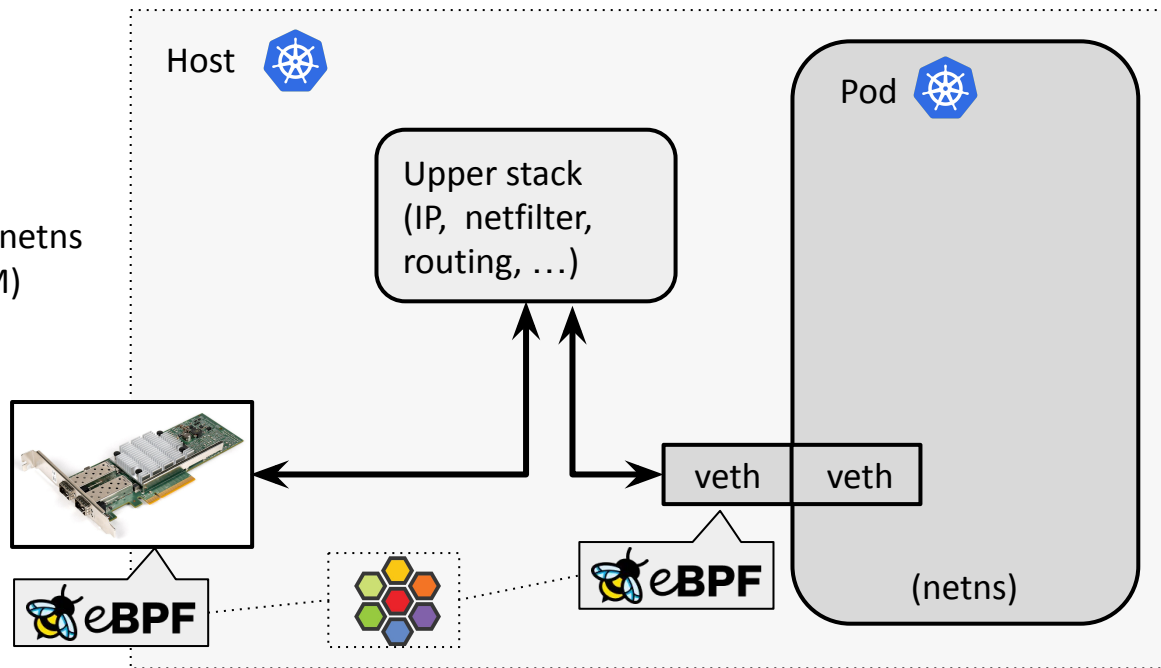 Host
Pod
Upper stack
(IP, netfilter,
routing, …)
netns
)
veth
veth
eBPF
eBPF
(netns)